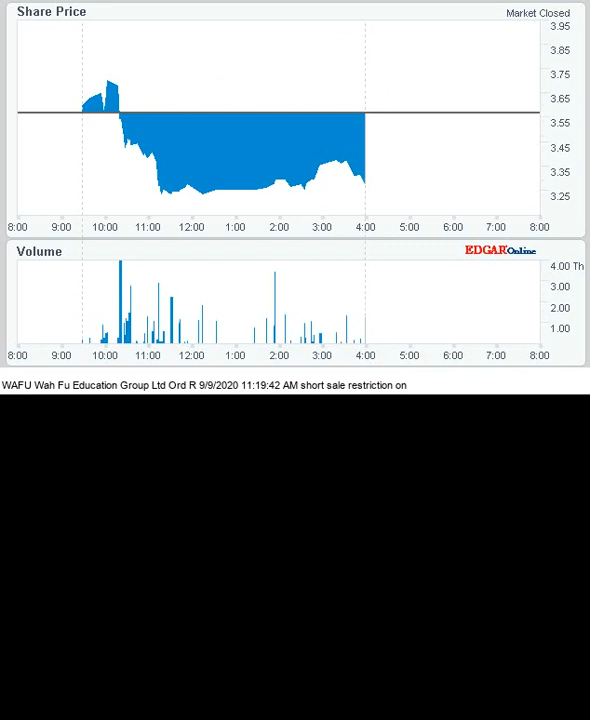 Share Price
Market Closed
3.95
3.85
3.75
3.65
3.55
3.45
3.35
3.25
8:00 9:00 10:00 11:00 12:00 1:00 2:00 3:00 4:00 5:00 6:00 7:00 8:00
Volume
EDGAR Online
4.00 Th
3.00
2.00
1.00
8:00 9:00 10:00 11:00 12:00 1:00 2:00 3:00 4:00 5:00 6:00 7:00 8:00
WAFU Wah Fu Education Group Ltd Ord R 9/9/2020 11:19:42 AM short sale restriction on